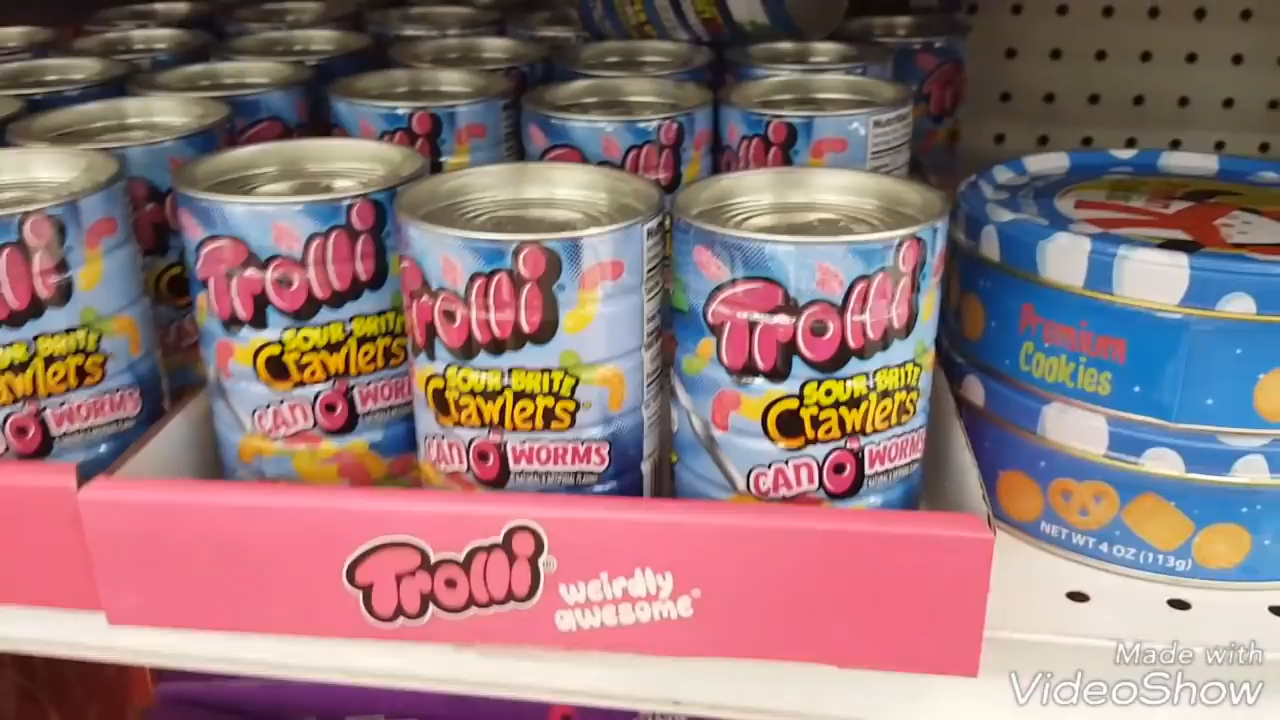 Trolli
SOUR BRITE
Crawlers
CAN O WORMS
Trolli
SOUR BRITE
Crawlers
CAN O WORMS
Trolli
SOUR BRITE
Crawlers
CAN O WORMS
Trolli
weirdly
awesome
Premium
Cookies
NET WT 4 OZ (113g)
Made with
VideoShow